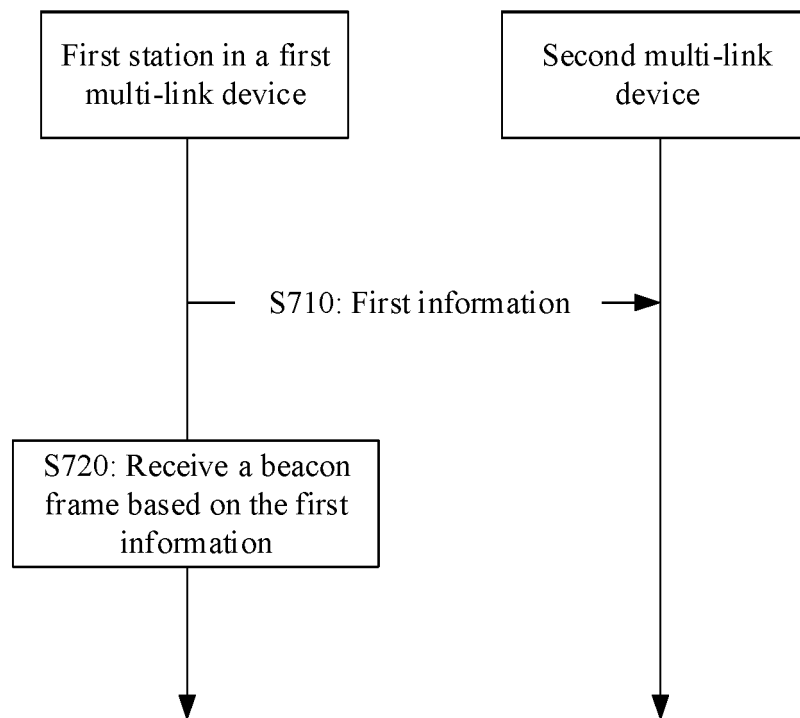 First station in a first
multi-link device
Second multi-link
device
S710: First information
S720: Receive a beacon
frame based on the first
information